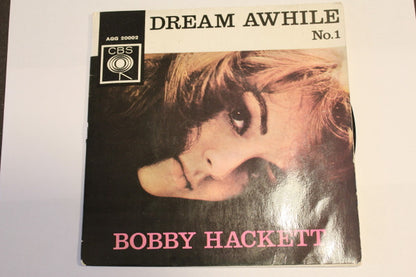 DREAM AWHILE
No.1
AGG 20002
CBS
BOBBY HACKETT